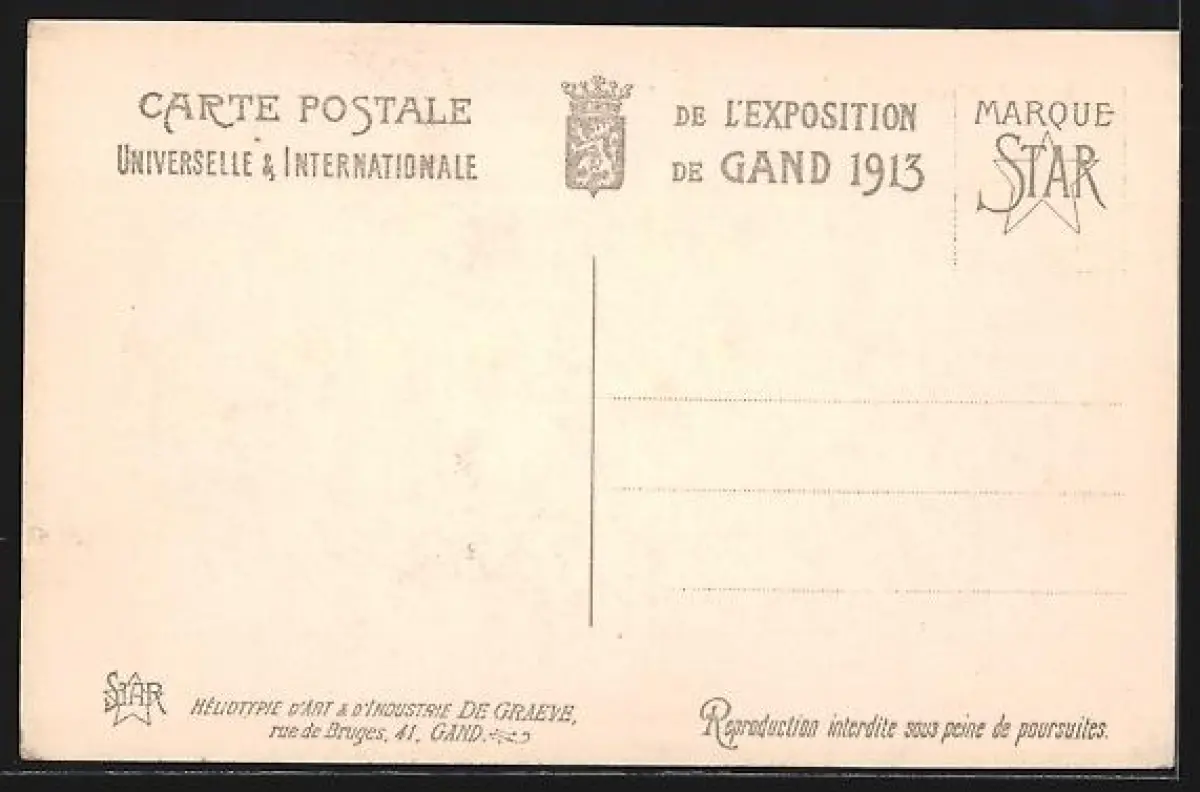 CARTE POSTALE
UNIVERSELLE & INTERNATIONALE
DE L'EXPOSITION
DE GAND 1913
MARQUE
STAR
STAR
HÉLIOTYPIE D'ART & D'INDUSTRIE DE GRAEVE,
rue de Bruges, 41, GAND.
Reproduction interdite sous peine de poursuites.